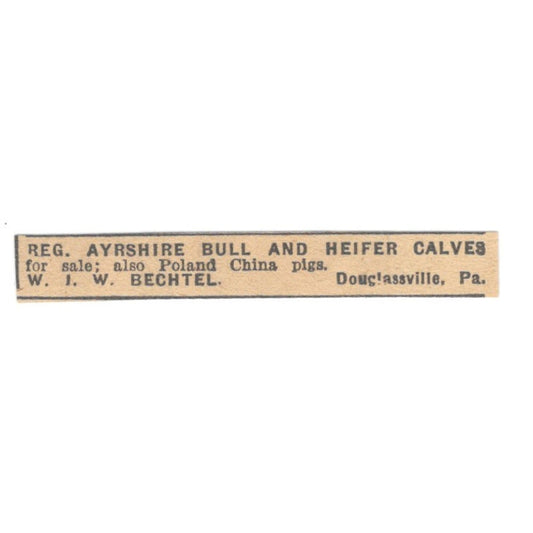 REG. AYRSHIRE BULL AND HEIFER CALVES
for sale; also Poland China pigs.
W. J. W. BECHTEL. Douglassville, Pa.